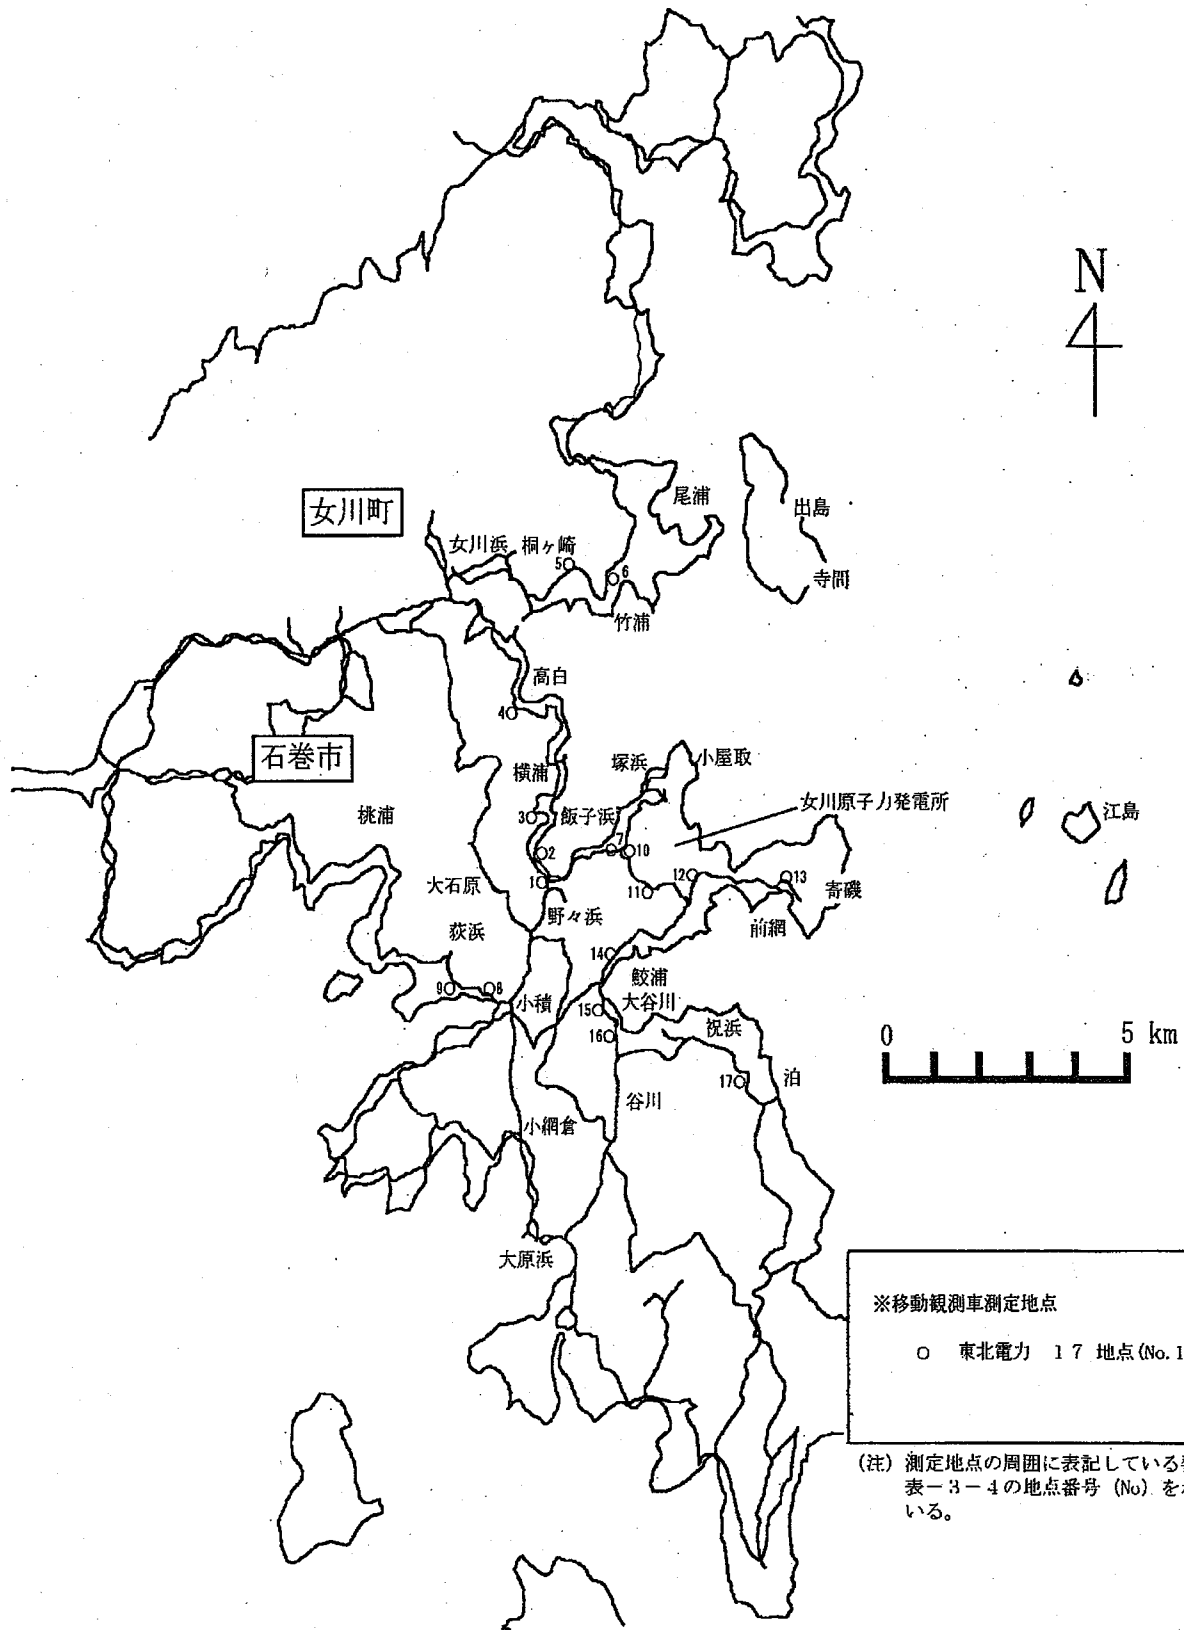 N
尾浦
出島
女川町
女川浜
桐ヶ崎
5
6
寺間
竹浦
高白
4
石巻市
横浦
塚浜
小屋取
女川原子力発電所
江島
桃浦
3
飯子浜
7
10
2
大石原
1
11
12
13
寄磯
野々浜
前網
荻浜
14
鮫浦
9
8
小積
大谷川
15
祝浜
16
0
5 km
17
泊
谷川
小網倉
大原浜
※移動観測車測定地点
○ 東北電力 17 地点(No.1
(注) 測定地点の周囲に表記している
表-3-4の地点番号 (No) を
いる。